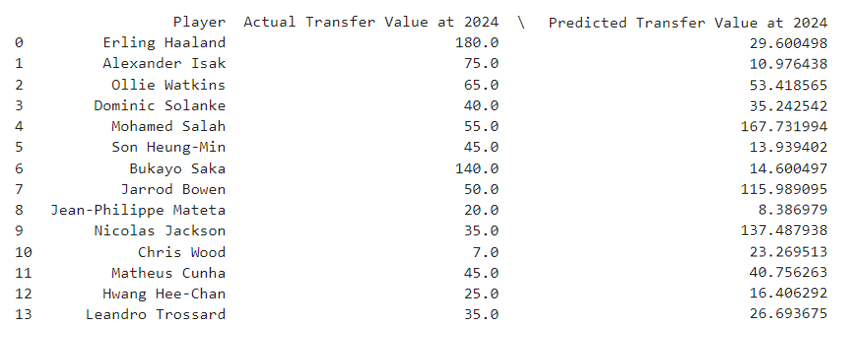 Player Actual Transfer Value at 2024 \ Predicted Transfer Value at 2024
0 Erling Haaland 180.0 29.600498
1 Alexander Isak 75.0 10.976438
2 Ollie Watkins 65.0 53.418565
3 Dominic Solanke 40.0 35.242542
4 Mohamed Salah 55.0 167.731994
5 Son Heung-Min 45.0 13.939402
6 Bukayo Saka 140.0 14.600497
7 Jarrod Bowen 50.0 115.989095
8 Jean-Philippe Mateta 20.0 8.386979
9 Nicolas Jackson 35.0 137.487938
10 Chris Wood 7.0 23.269513
11 Matheus Cunha 45.0 40.756263
12 Hwang Hee-Chan 25.0 16.406292
13 Leandro Trossard 35.0 26.693675